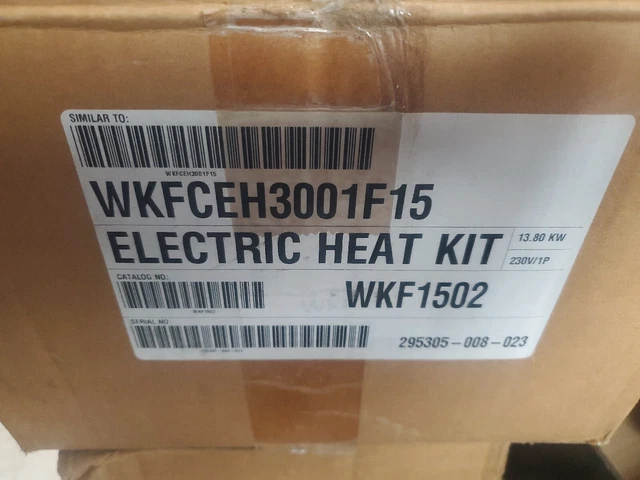 SIMILAR TO:
WKFCEH3001F15
WKFCEH3001F15
ELECTRIC HEAT KIT
13.80 KW
230V/1P
CATALOG NO:
WKF1502
WKF1502
SERIAL NO:
295305-008-023